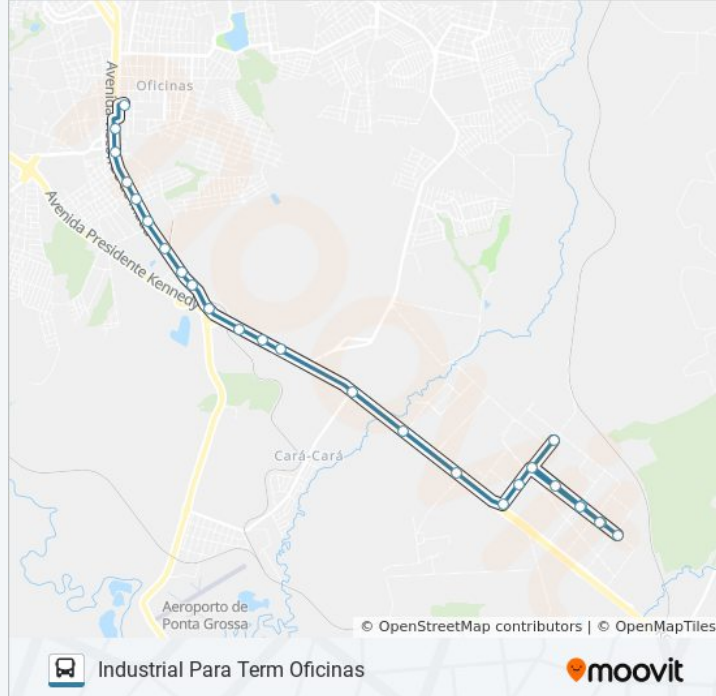 Oficinas
Avenida
Avenida Presidente Kennedy
Cará-Cará
Aeroporto de
Ponta Grossa
© OpenStreetMap contributors | © OpenMapTiles
Industrial Para Term Oficinas
moovit